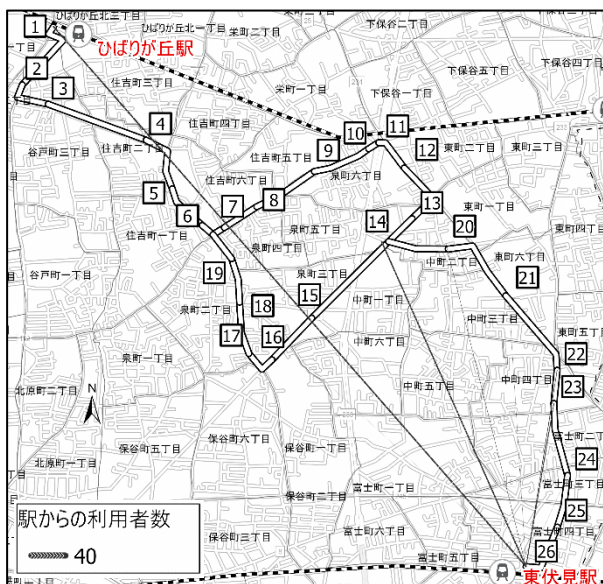 ひばりが丘北三丁目
ひばりが丘北一丁目
ひばりが丘駅
栄町二丁目
下保谷三丁目
下保谷四丁目
下保谷五丁目
下保谷一丁目
栄町一丁目
住吉町三丁目
住吉町四丁目
住吉町五丁目
住吉町二丁目
住吉町六丁目
住吉町一丁目
谷戸町三丁目
谷戸町二丁目
谷戸町一丁目
泉町六丁目
泉町五丁目
泉町四丁目
泉町三丁目
泉町二丁目
泉町一丁目
東町二丁目
東町三丁目
東町一丁目
東町四丁目
東町六丁目
東町五丁目
中町二丁目
中町一丁目
中町三丁目
中町六丁目
中町五丁目
中町四丁目
北原町二丁目
北原一丁目
保谷町五丁目
保谷町六丁目
保谷町一丁目
保谷町二丁目
保谷町三丁目
富士町一丁目
富士町二丁目
富士町三丁目
富士町四丁目
富士町六丁目
富士町五丁目
東伏見駅
1
2
3
4
5
6
7
8
9
10
11
12
13
14
15
16
17
18
19
20
21
22
23
24
25
26
N
駅からの利用者数
40